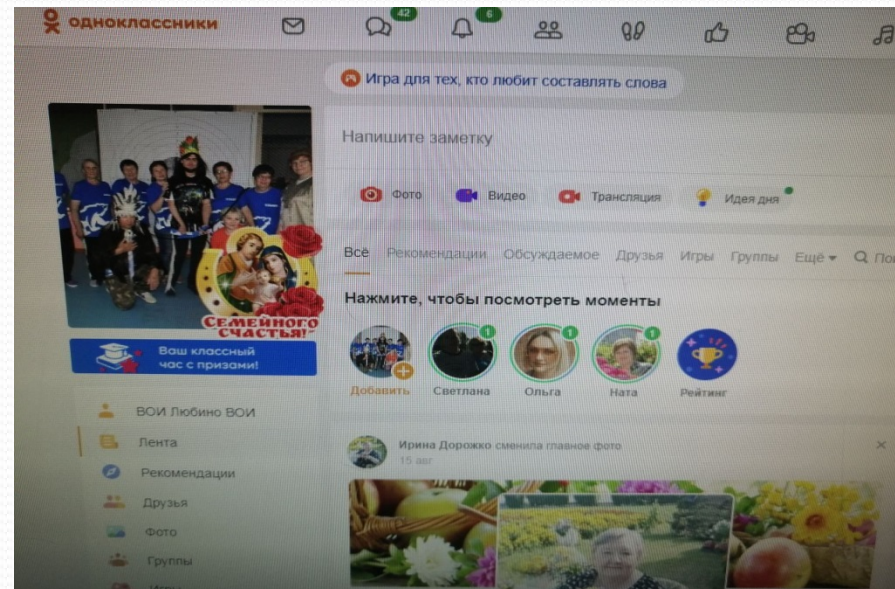 одноклассники
42
6
Игра для тех, кто любит составлять слова
Напишите заметку
Фото
Видео
Трансляция
Идея дня
Всё
Рекомендации
Обсуждаемое
Друзья
Игры
Группы
Ещё
Нажмите, чтобы посмотреть моменты
1
1
1
Добавить
Светлана
Ольга
Ната
Рейтинг
СЕМЕЙНОГО
СЧАСТЬЯ!
Ваш классный
час с призами!
ВОИ Любино ВОИ
Лента
Рекомендации
Друзья
Фото
Группы
Игры
Ирина Дорожко сменила главное фото
15 авг